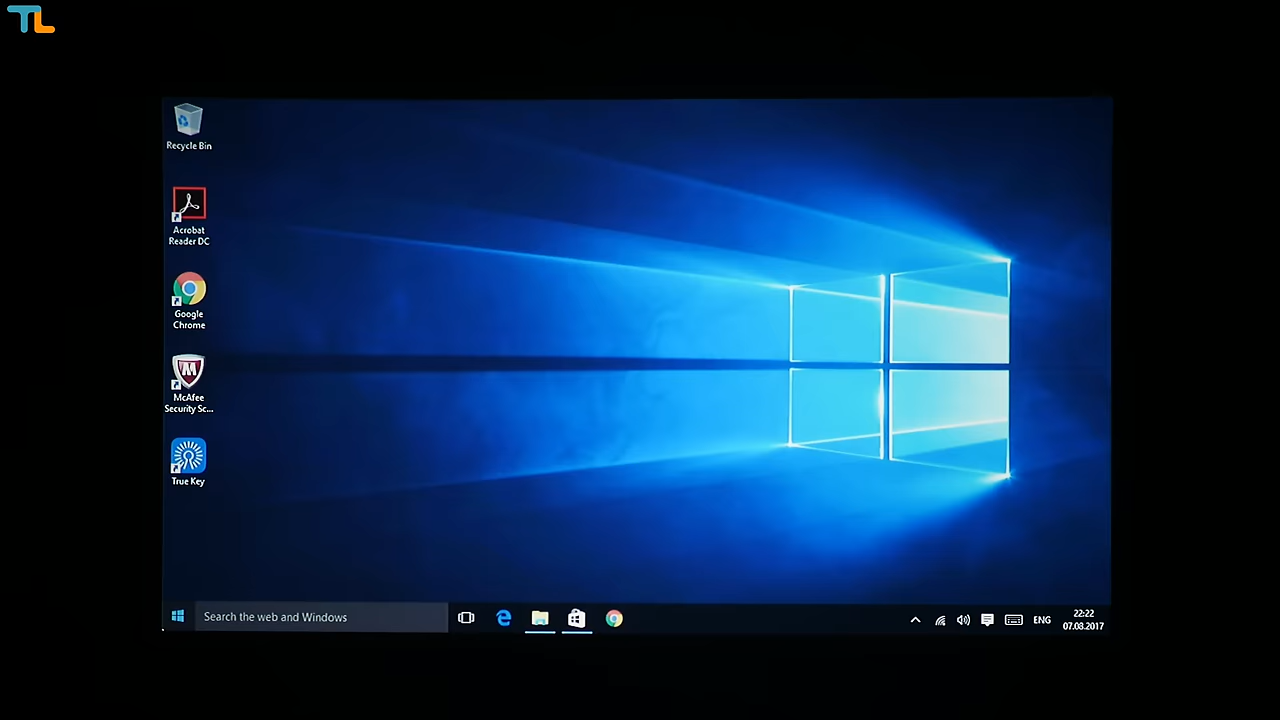 TL
Recycle Bin
Acrobat
Reader DC
Google
Chrome
McAfee
Security Sc...
True Key
Search the web and Windows
ENG
22:22
07.08.2017